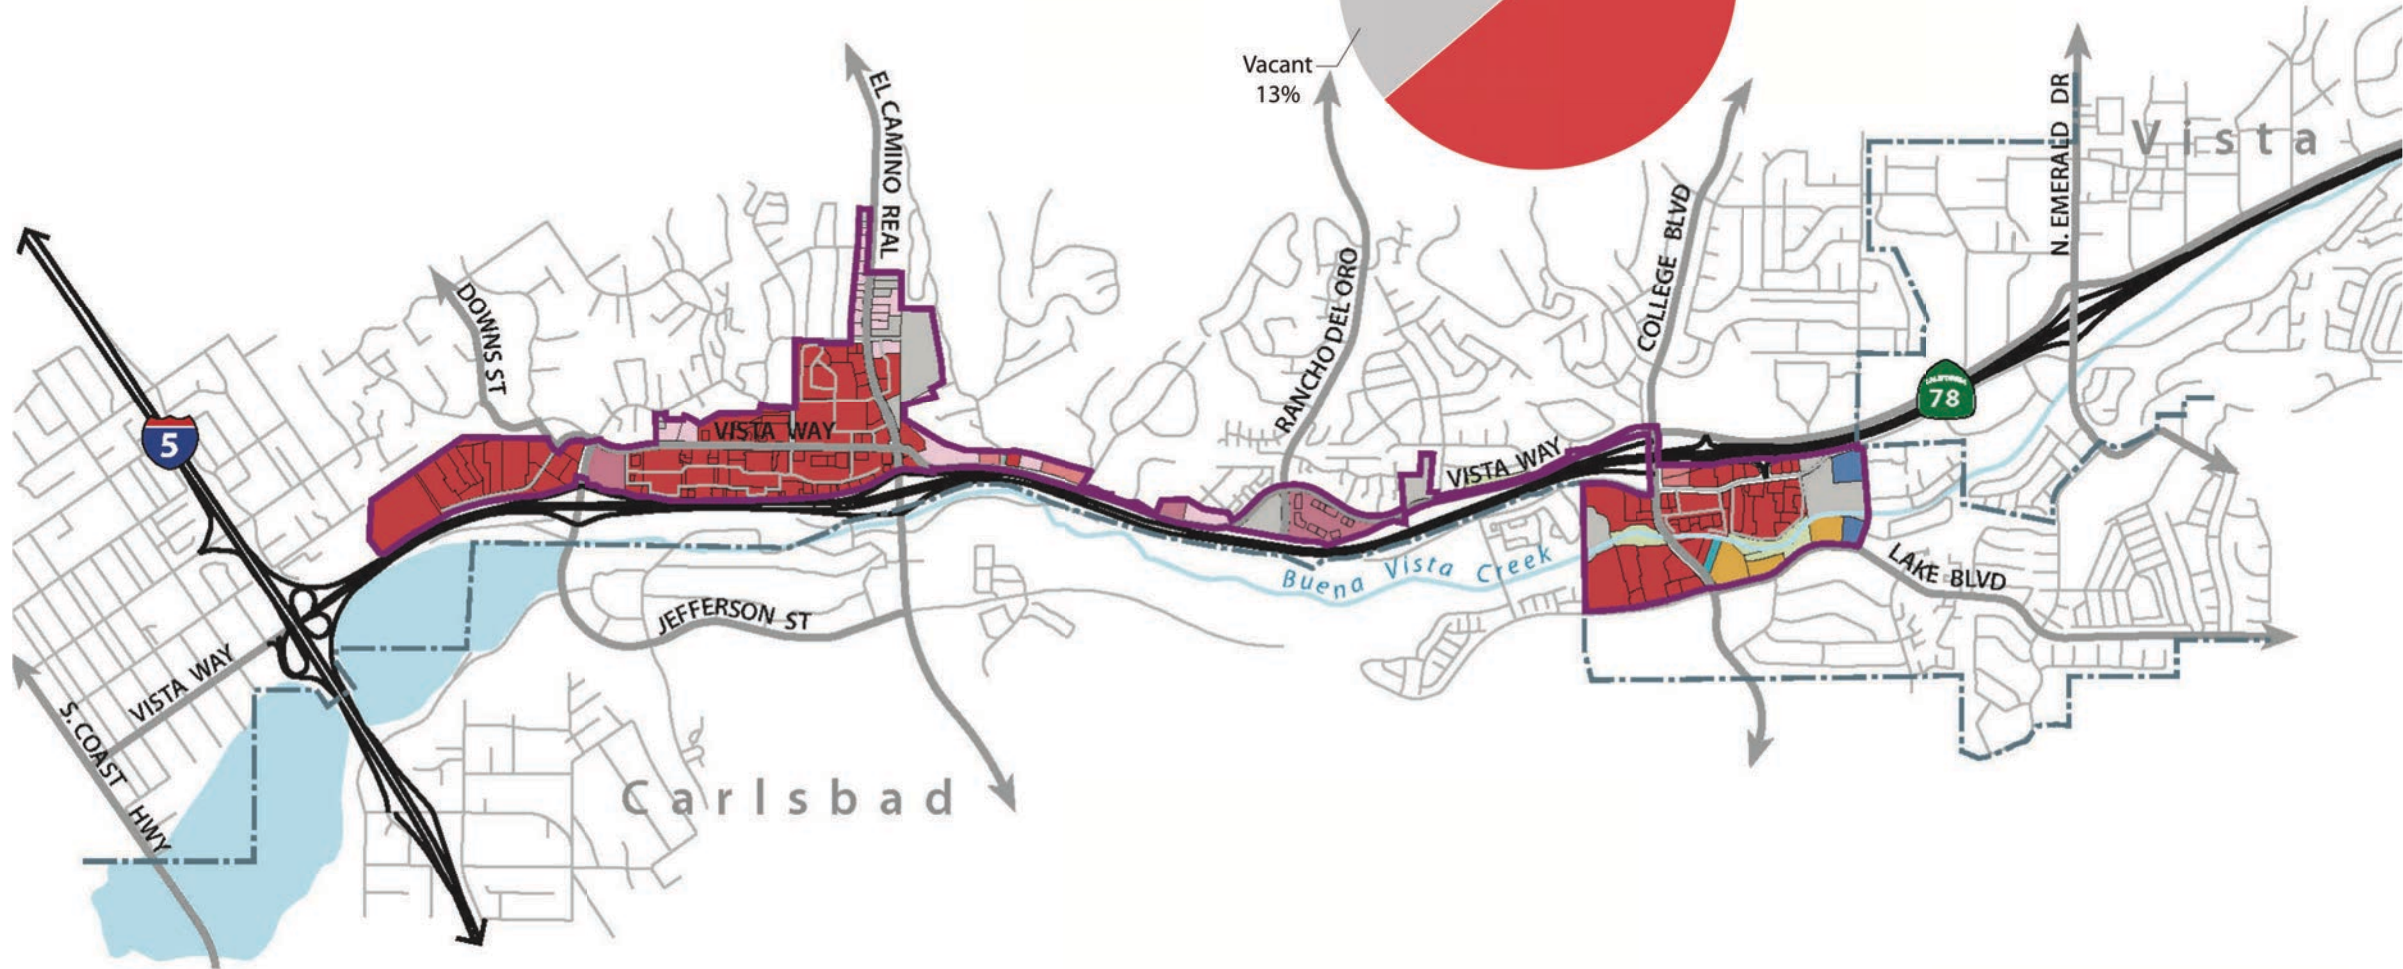 Vacant
13%
EL CAMINO REAL
N. EMERALD DR
Vista
COLLEGE BLVD
RANCHO DEL ORO
DOWNS ST
CALIFORNIA
78
5
VISTA WAY
VISTA WAY
Buena Vista Creek
LAKE BLVD
JEFFERSON ST
VISTA WAY
S. COAST HWY
Carlsbad